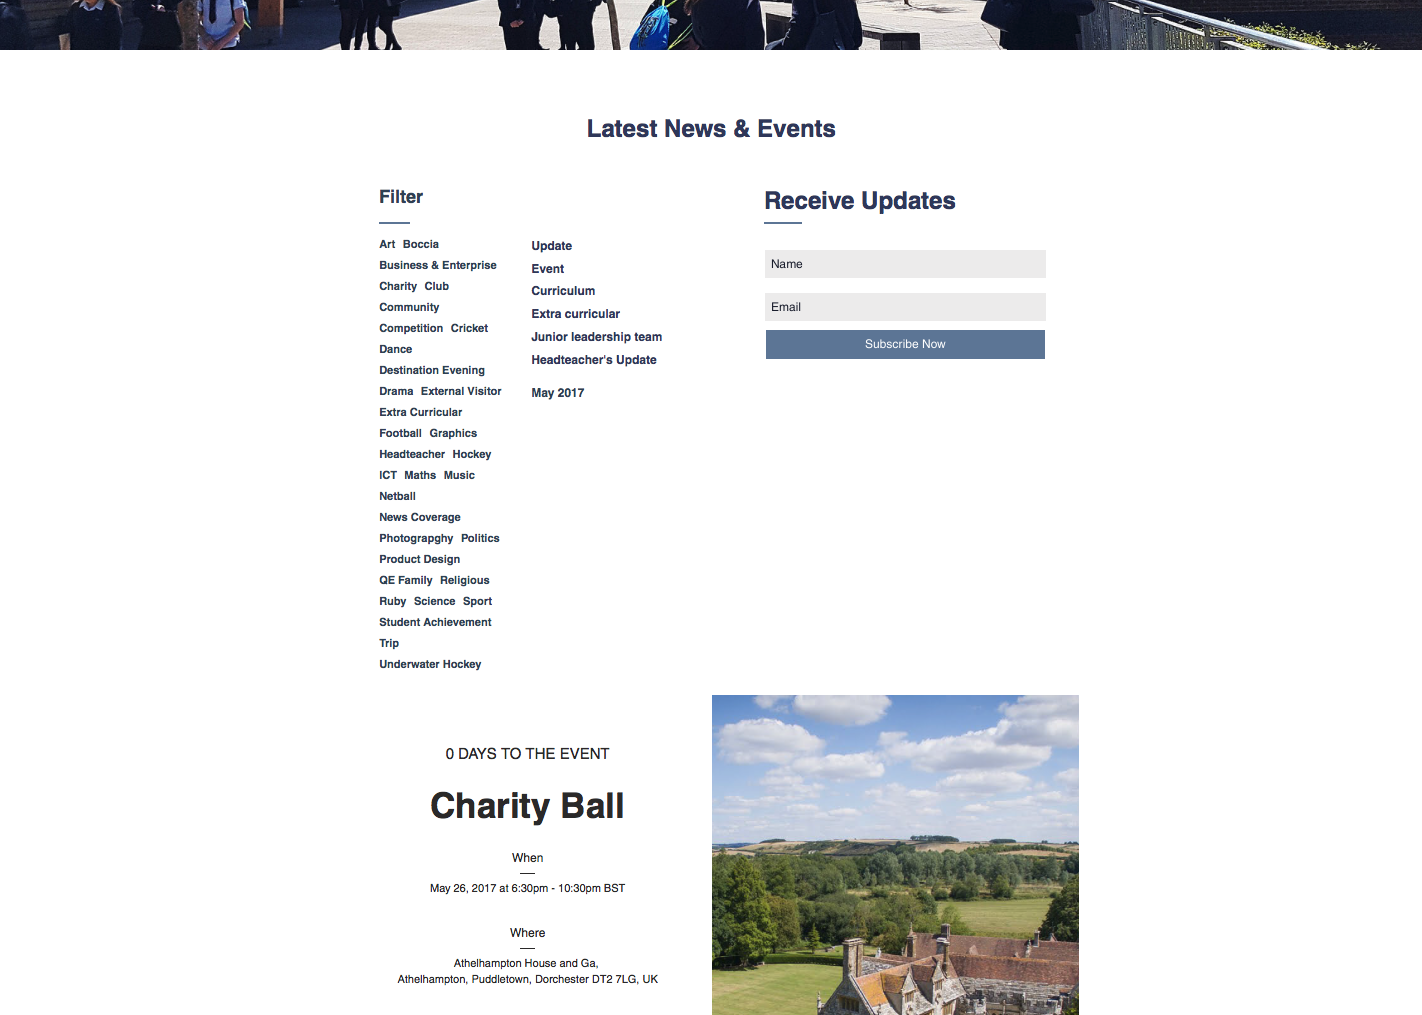 Latest News & Events
Filter
Art Boccia
Business & Enterprise
Charity Club
Community
Competition Cricket
Dance
Destination Evening
Drama External Visitor
Extra Curricular
Football Graphics
Headteacher Hockey
ICT Maths Music
Netball
News Coverage
Photograpghy Politics
Product Design
QE Family Religious
Ruby Science Sport
Student Achievement
Trip
Underwater Hockey
Update
Event
Curriculum
Extra curricular
Junior leadership team
Headteacher's Update
May 2017
Receive Updates
Name
Email
Subscribe Now
0 DAYS TO THE EVENT
Charity Ball
When
May 26, 2017 at 6:30pm - 10:30pm BST
Where
Athelhampton House and Ga,
Athelhampton, Puddletown, Dorchester DT2 7LG, UK